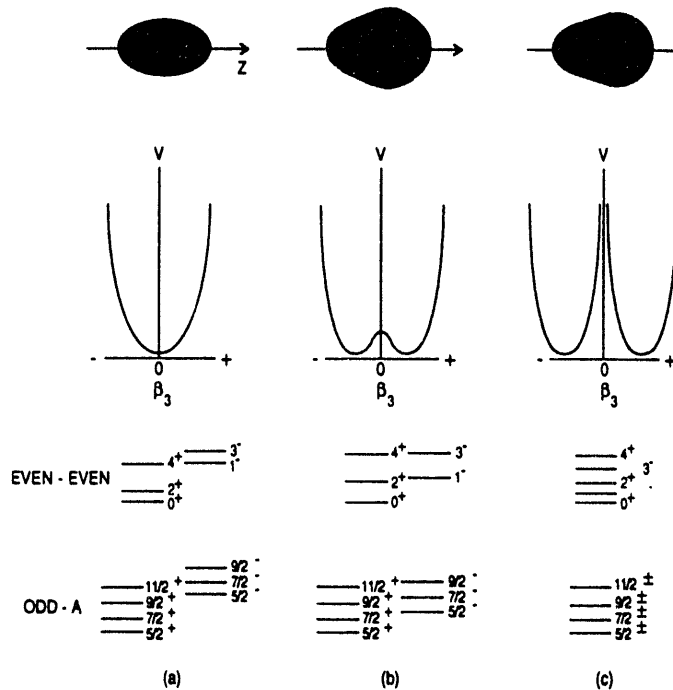 Z
V V V
- 0 + - 0 + - 0 +
β3 β3 β3
EVEN - EVEN
4+ 3-
1-
2+
0+
4+ 3-
2+ 1-
0+
4+
3-
2+
-
0+
ODD - A
9/2 -
11/2 + 7/2 -
9/2 + 5/2 -
7/2 +
5/2 +
11/2 + 9/2 -
9/2 + 7/2 -
7/2 + 5/2 -
5/2 +
11/2 ±
9/2 ±
7/2 ±
5/2 ±
(a) (b) (c)